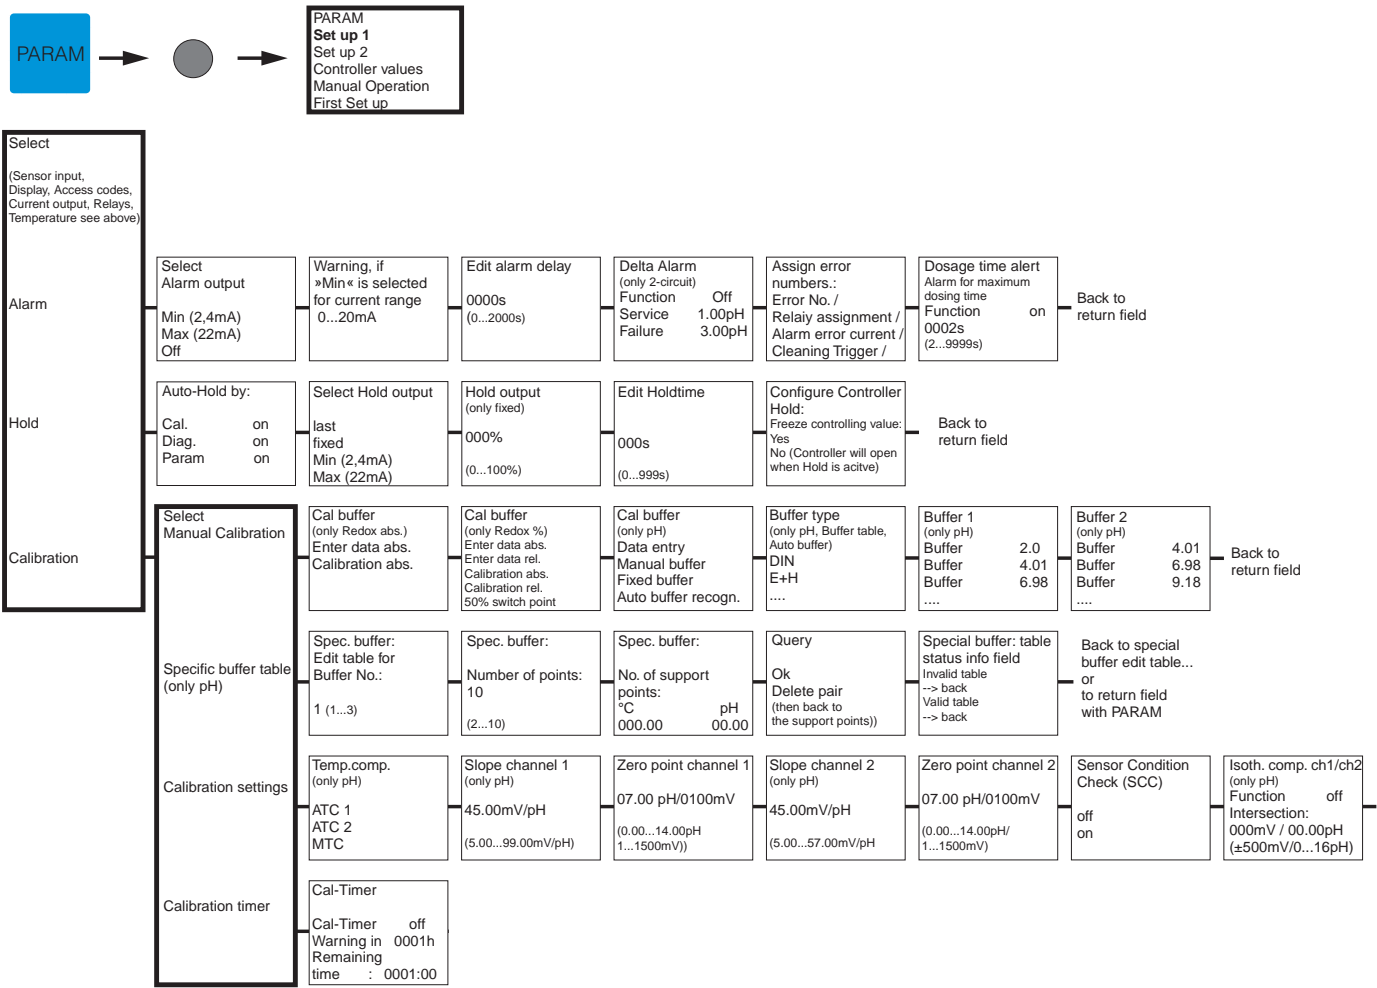 PARAM
PARAM
Set up 1
Set up 2
Controller values
Manual Operation
First Set up
Select
(Sensor input,
Display, Access codes,
Current output, Relays,
Temperature see above)
Alarm
Select
Alarm output
Min (2,4mA)
Max (22mA)
Off
Warning, if
»Min« is selected
for current range
0...20mA
Edit alarm delay
0000s
(0...2000s)
Delta Alarm
(only 2-circuit)
Function Off
Service 1.00pH
Failure 3.00pH
Assign error
numbers.:
Error No. /
Relaiy assignment /
Alarm error current /
Cleaning Trigger /
Dosage time alert
Alarm for maximum
dosing time
Function on
0002s
(2...9999s)
Back to
return field
Hold
Auto-Hold by:
Cal. on
Diag. on
Param on
Select Hold output
last
fixed
Min (2,4mA)
Max (22mA)
Hold output
(only fixed)
000%
(0...100%)
Edit Holdtime
000s
(0...999s)
Configure Controller
Hold:
Freeze controlling value:
Yes
No (Controller will open
when Hold is acitve)
Back to
return field
Calibration
Select
Manual Calibration
Cal buffer
(only Redox abs.)
Enter data abs.
Calibration abs.
Cal buffer
(only Redox %)
Enter data abs.
Enter data rel.
Calibration abs.
Calibration rel.
50% switch point
Cal buffer
(only pH)
Data entry
Manual buffer
Fixed buffer
Auto buffer recogn.
Buffer type
(only pH, Buffer table,
Auto buffer)
DIN
E+H
....
Buffer 1
(only pH)
Buffer 2.0
Buffer 4.01
Buffer 6.98
....
Buffer 2
(only pH)
Buffer 4.01
Buffer 6.98
Buffer 9.18
....
Back to
return field
Specific buffer table
(only pH)
Spec. buffer:
Edit table for
Buffer No.:
1 (1...3)
Spec. buffer:
Number of points:
10
(2...10)
Spec. buffer:
No. of support
points:
°C pH
000.00 00.00
Query
Ok
Delete pair
(then back to
the support points))
Special buffer: table
status info field
Invalid table
--> back
Valid table
--> back
Back to special
buffer edit table...
or
to return field
with PARAM
Calibration settings
Temp.comp.
(only pH)
ATC 1
ATC 2
MTC
Slope channel 1
(only pH)
45.00mV/pH
(5.00...99.00mV/pH)
Zero point channel 1
07.00 pH/0100mV
(0.00...14.00pH
1...1500mV))
Slope channel 2
(only pH)
45.00mV/pH
(5.00...57.00mV/pH
Zero point channel 2
07.00 pH/0100mV
(0.00...14.00pH/
1...1500mV)
Sensor Condition
Check (SCC)
off
on
Isoth. comp. ch1/ch2
(only pH)
Function off
Intersection:
000mV / 00.00pH
(±500mV/0...16pH)
Calibration timer
Cal-Timer
Cal-Timer off
Warning in 0001h
Remaining
time : 0001:00